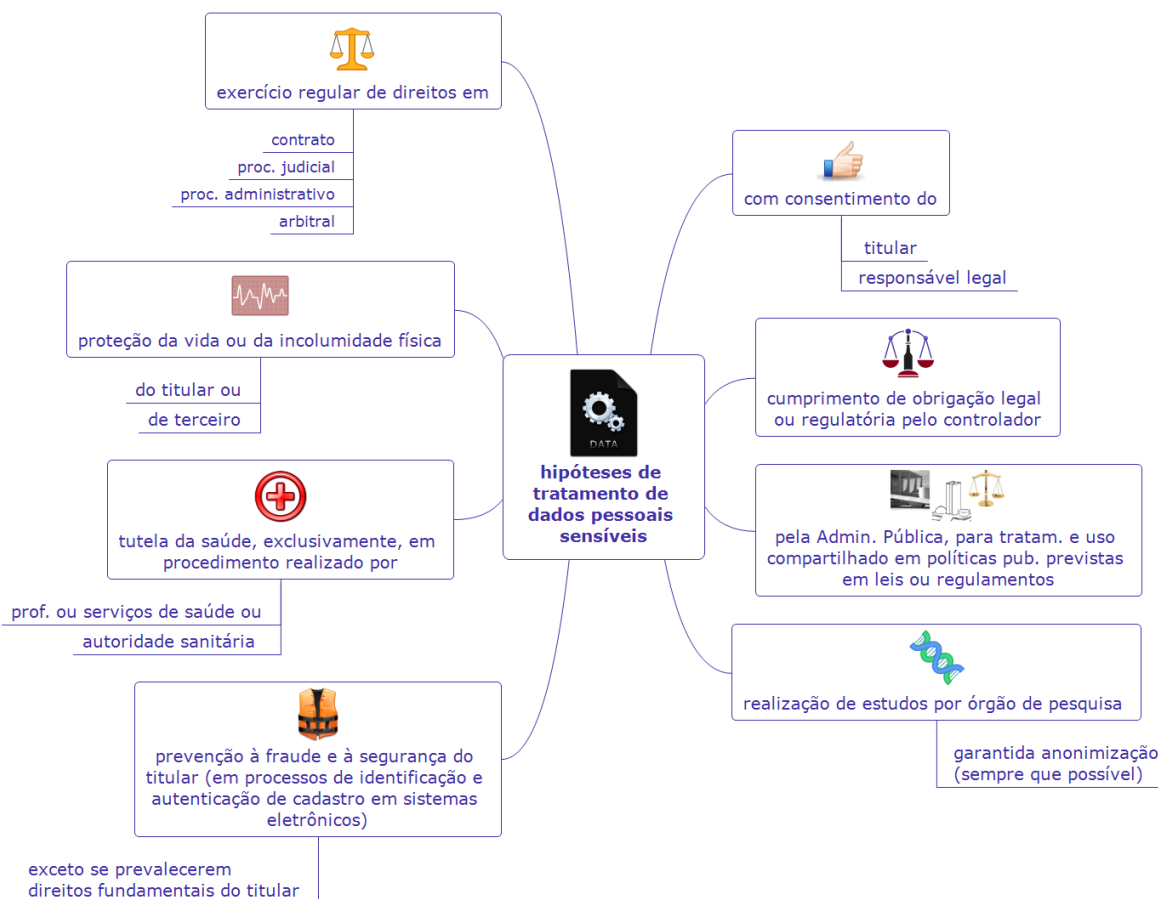 exercício regular de direitos em
contrato
proc. judicial
proc. administrativo
arbitral
com consentimento do
titular
responsável legal
proteção da vida ou da incolumidade física
do titular ou
de terceiro
cumprimento de obrigação legal
ou regulatória pelo controlador
DATA
hipóteses de
tratamento de
dados pessoais
sensíveis
tutela da saúde, exclusivamente, em
procedimento realizado por
prof. ou serviços de saúde ou
autoridade sanitária
pela Admin. Pública, para tratam. e uso
compartilhado em políticas pub. previstas
em leis ou regulamentos
realização de estudos por órgão de pesquisa
garantida anonimização
(sempre que possível)
prevenção à fraude e à segurança do
titular (em processos de identificação e
autenticação de cadastro em sistemas
eletrônicos)
exceto se prevalecerem
direitos fundamentais do titular